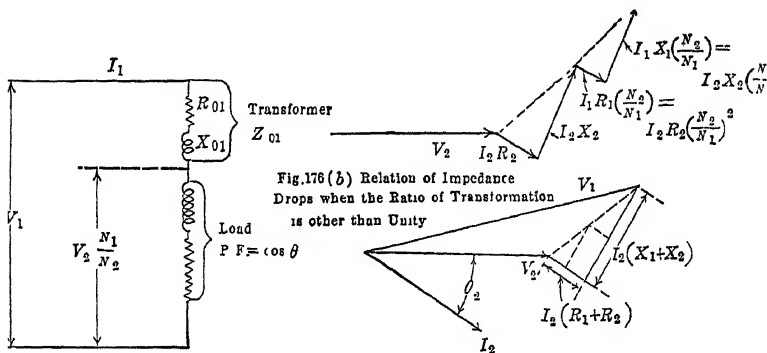 I₁
R₀₁
X₀₁
Transformer
Z₀₁
V₁
V₂ N₁/N₂
Load
P F = cos θ
V₂
I₂R₂
I₂X₂
I₁R₁(N₂/N₁) =
I₂R₂(N₂/N₁)²
I₁X₁(N₂/N₁) =
I₂X₂(N
N
Fig.176 (b) Relation of Impedance
Drops when the Ratio of Transformation
is other than Unity
V₁
V₂
θ₂
I₂
I₂(R₁+R₂)
I₂(X₁+X₂)